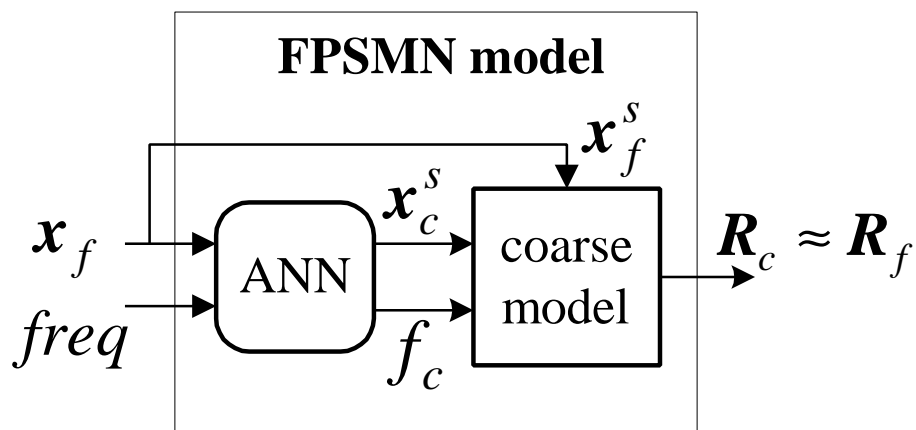 FPSMN model
x_f^s
x_f
x_c^s
ANN
coarse
model
R_c ≈ R_f
freq
f_c